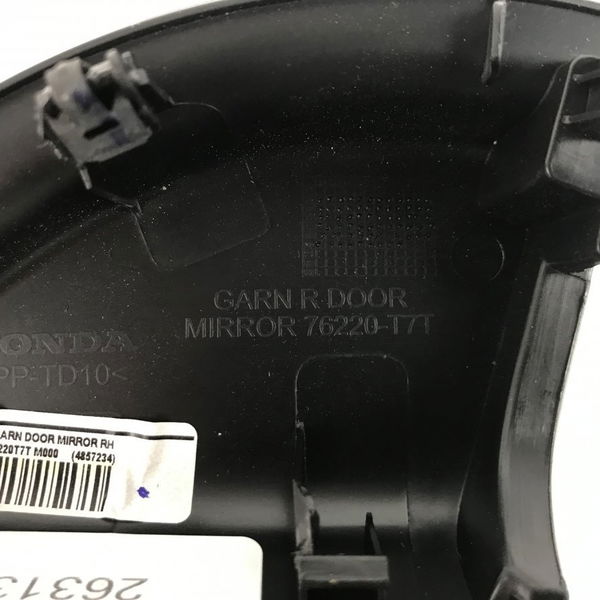 GARN R-DOOR
MIRROR 76220-T7T
ONDA
PP-TD10<
ARN DOOR MIRROR RH
220T7T M000 (4857234)
26313